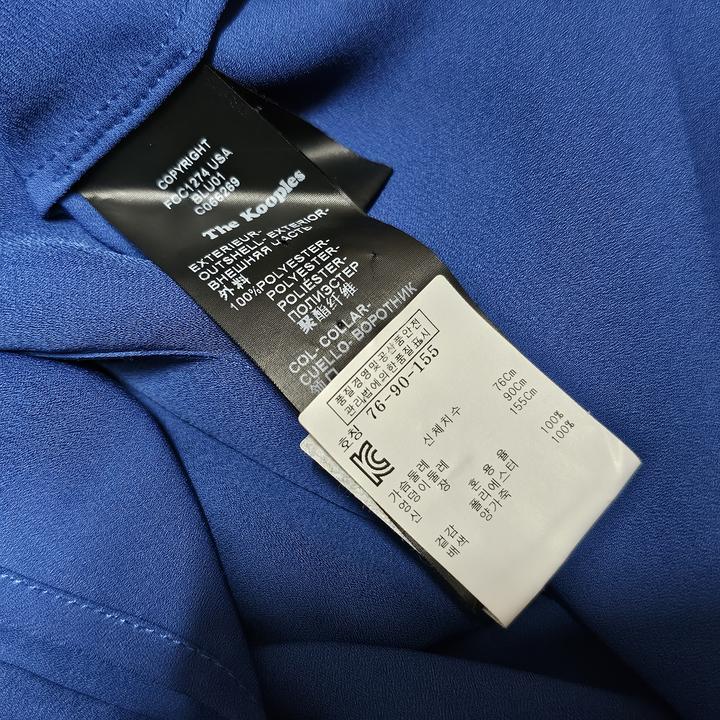 COPYRIGHT
FCC1274 USA
BLU01
C066269
The Kooples
EXTERIEUR-
OUTSHELL- EXTERIOR-
ВНЕШНЯЯ ЧАСТЬ
外料
100%POLYESTER-
POLYESTER-
POLIÉSTER-
ПОЛИЭСТЕР
聚酯纤维
COL- COLLAR-
CUELLO- ВОРОТНИК
품질경영및공산품안전
관리법에의한품질표시
호칭 76-90-155
신체치수
가슴둘레 76Cm
엉덩이둘레 90Cm
신장 155Cm
혼용율
겉감 폴리에스터 100%
배색 양가죽 100%